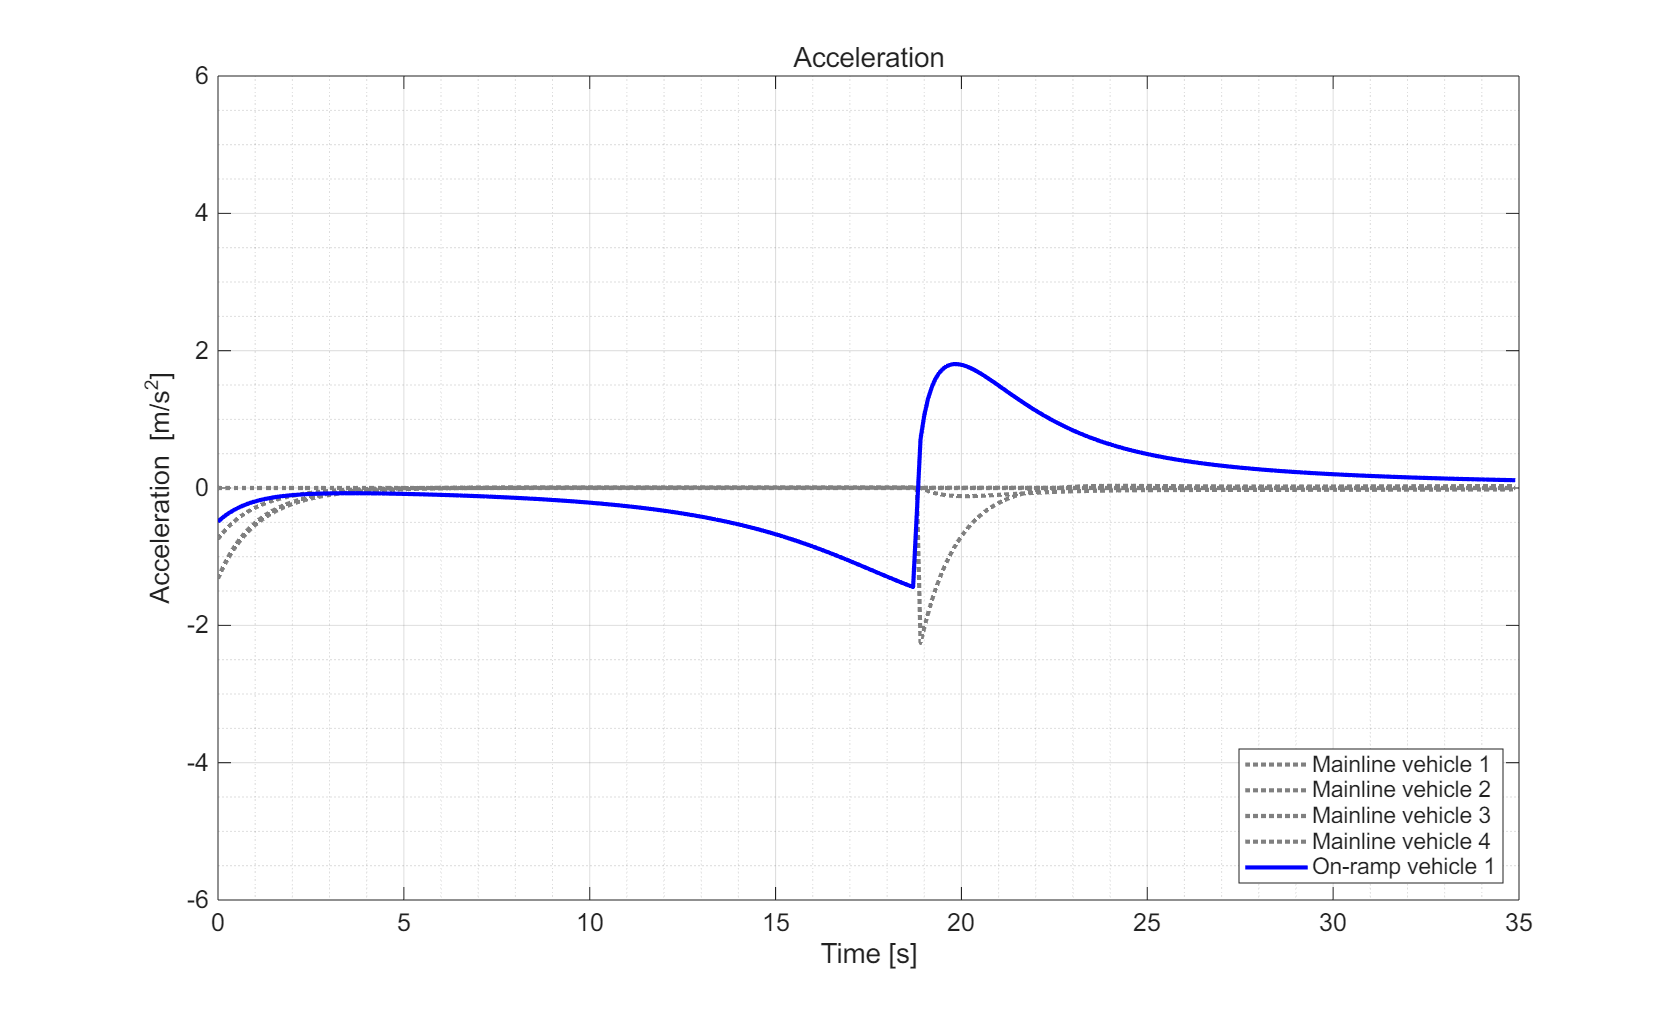 Acceleration
6
4
2
0
-2
-4
-6
Acceleration [m/s²]
0 5 10 15 20 25 30 35
Time [s]
Mainline vehicle 1
Mainline vehicle 2
Mainline vehicle 3
Mainline vehicle 4
On-ramp vehicle 1